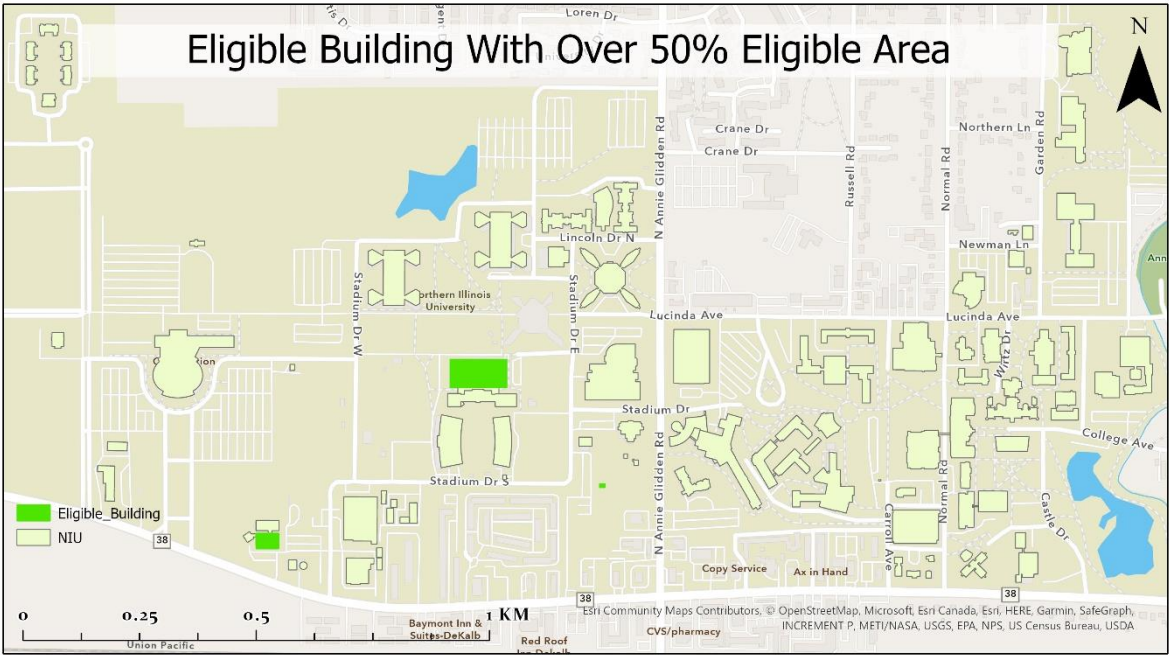 Loren Dr
Eligible Building With Over 50% Eligible Area
N
Crane Dr
Crane Dr
Northern Ln
Garden Rd
N Annie Glidden Rd
Russell Rd
Normal Rd
Lincoln Dr N
Newman Ln
Ann
Stadium Dr W
Northern Illinois
University
Stadium Dr E
Lucinda Ave
Lucinda Ave
Wirtz Dr
Stadium Dr
College Ave
N Annie Glidden Rd
Stadium Dr S
Normal Rd
Castle Dr
Carroll Ave
Eligible_Building
NIU
38
Copy Service
Ax in Hand
38
38
0 0.25 0.5 1 KM
Esri Community Maps Contributors, © OpenStreetMap, Microsoft, Esri Canada, Esri, HERE, Garmin, SafeGraph,
INCREMENT P, METI/NASA, USGS, EPA, NPS, US Census Bureau, USDA
Baymont Inn &
Suites-DeKalb
Red Roof
CVS/pharmacy
Union Pacific